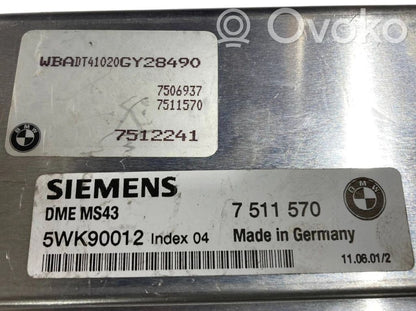 OVOKO
WBADT41020GY28490
7506937
7511570
7512241
BMW
SIEMENS
DME MS43
7 511 570
5WK90012 Index 04
Made in Germany
11.06.01/2